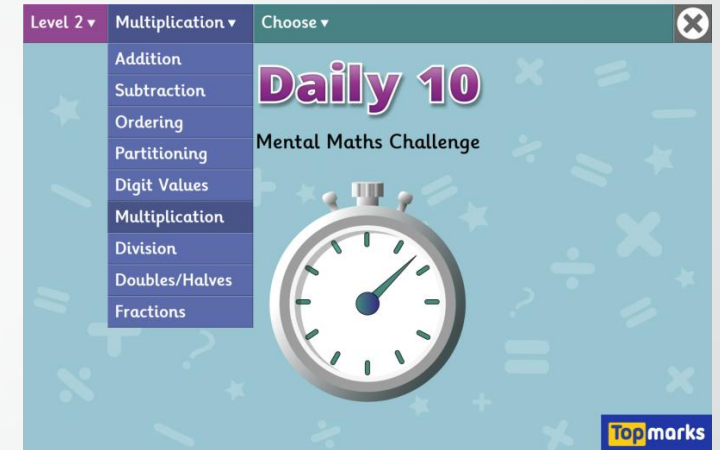 Level 2 ▾ Multiplication ▾ Choose ▾
Addition
Subtraction
Ordering
Partitioning
Digit Values
Multiplication
Division
Doubles/Halves
Fractions
Daily 10
Mental Maths Challenge
Topmarks